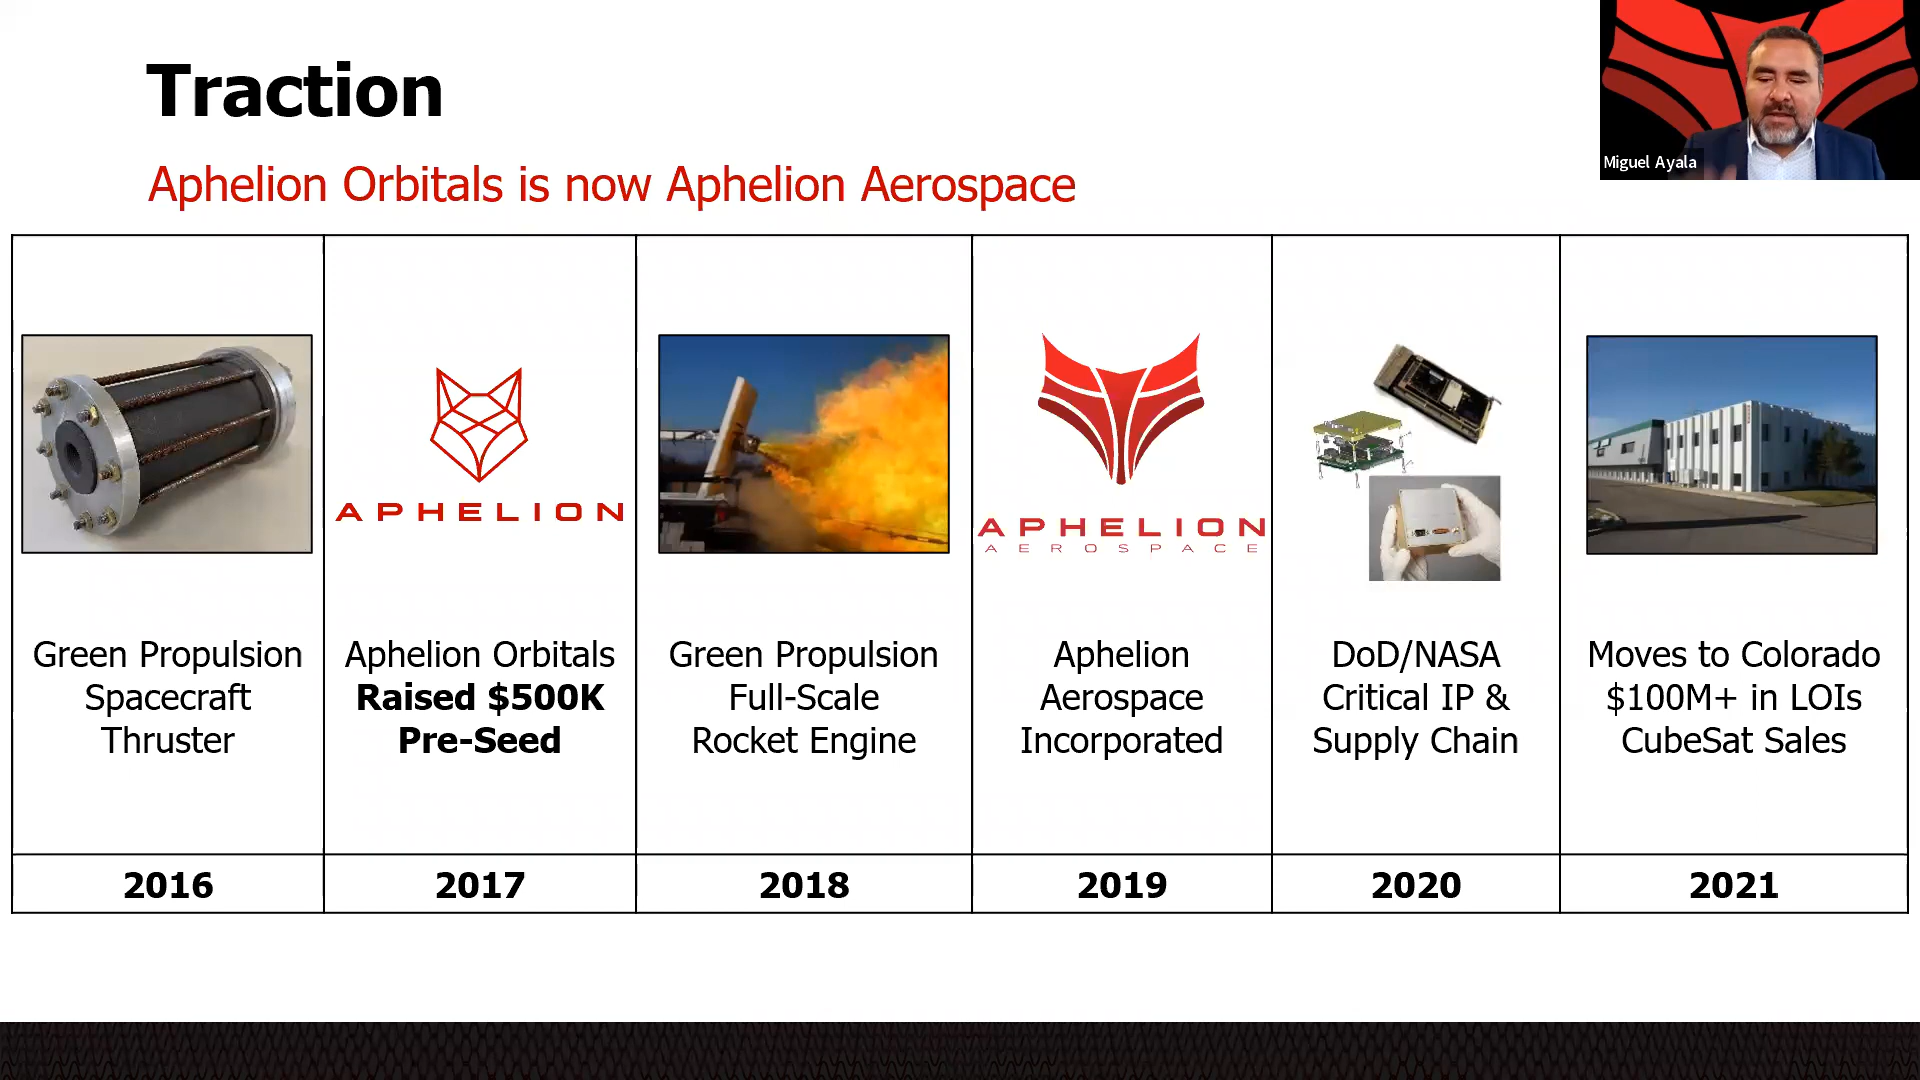 Traction
Miguel Ayala
Aphelion Orbitals is now Aphelion Aerospace
APHELION
APHELION
AEROSPACE
Green Propulsion
Spacecraft
Thruster
Aphelion Orbitals
Raised $500K
Pre-Seed
Green Propulsion
Full-Scale
Rocket Engine
Aphelion
Aerospace
Incorporated
DoD/NASA
Critical IP &
Supply Chain
Moves to Colorado
$100M+ in LOIs
CubeSat Sales
2016
2017
2018
2019
2020
2021